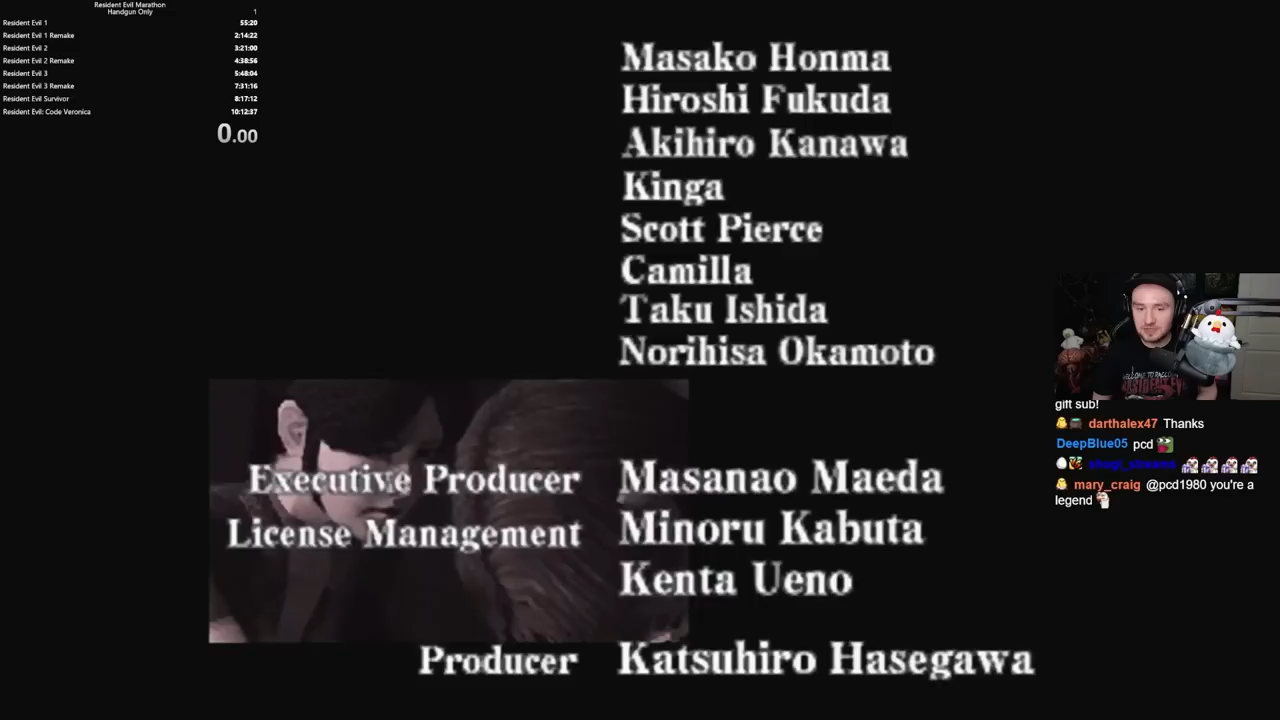 Resident Evil Marathon
Handgun Only
1
Resident Evil 1 55:20
Resident Evil 1 Remake 2:14:22
Resident Evil 2 3:21:00
Resident Evil 2 Remake 4:38:56
Resident Evil 3 5:48:04
Resident Evil 3 Remake 7:31:16
Resident Evil Survivor 8:17:12
Resident Evil: Code Veronica 10:12:37
0.00
Masako Honma
Hiroshi Fukuda
Akihiro Kanawa
Kinga
Scott Pierce
Camilla
Taku Ishida
Norihisa Okamoto
Executive Producer Masanao Maeda
License Management Minoru Kabuta
Kenta Ueno
Producer Katsuhiro Hasegawa
WELCOME TO
RESIDENT EVIL
gift sub!
darthalex47 Thanks
DeepBlue05 pcd
mary_craig @pcd1980 you're a
legend